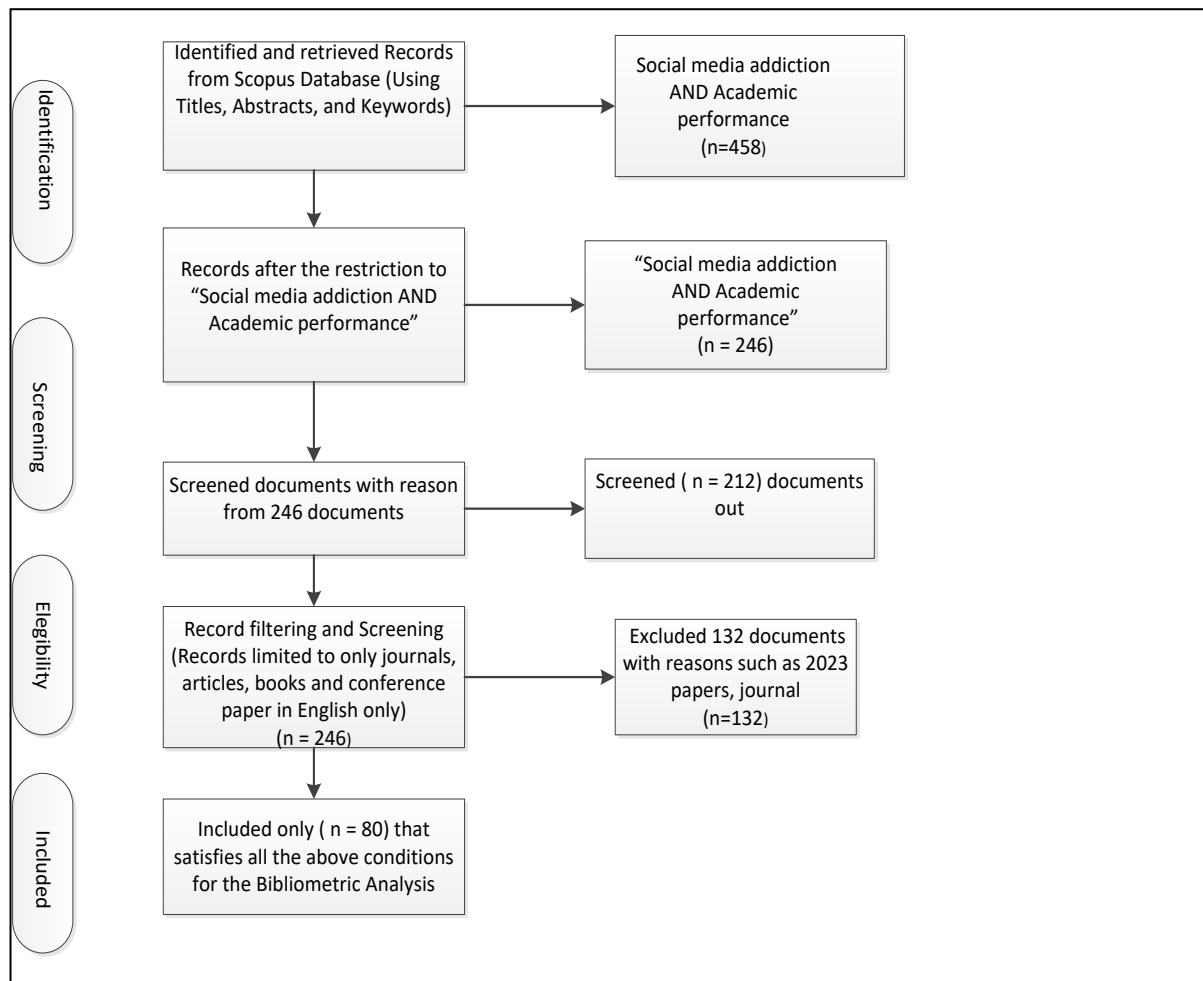 Identification
Identified and retrieved Records
from Scopus Database (Using
Titles, Abstracts, and Keywords)
Social media addiction
AND Academic
performance
(n=458)
Records after the restriction to
“Social media addiction AND
Academic performance”
“Social media addiction
AND Academic
performance”
(n = 246)
Screening
Screened documents with reason
from 246 documents
Screened ( n = 212) documents
out
Elegibility
Record filtering and Screening
(Records limited to only journals,
articles, books and conference
paper in English only)
(n = 246)
Excluded 132 documents
with reasons such as 2023
papers, journal
(n=132)
Included
Included only ( n = 80) that
satisfies all the above conditions
for the Bibliometric Analysis